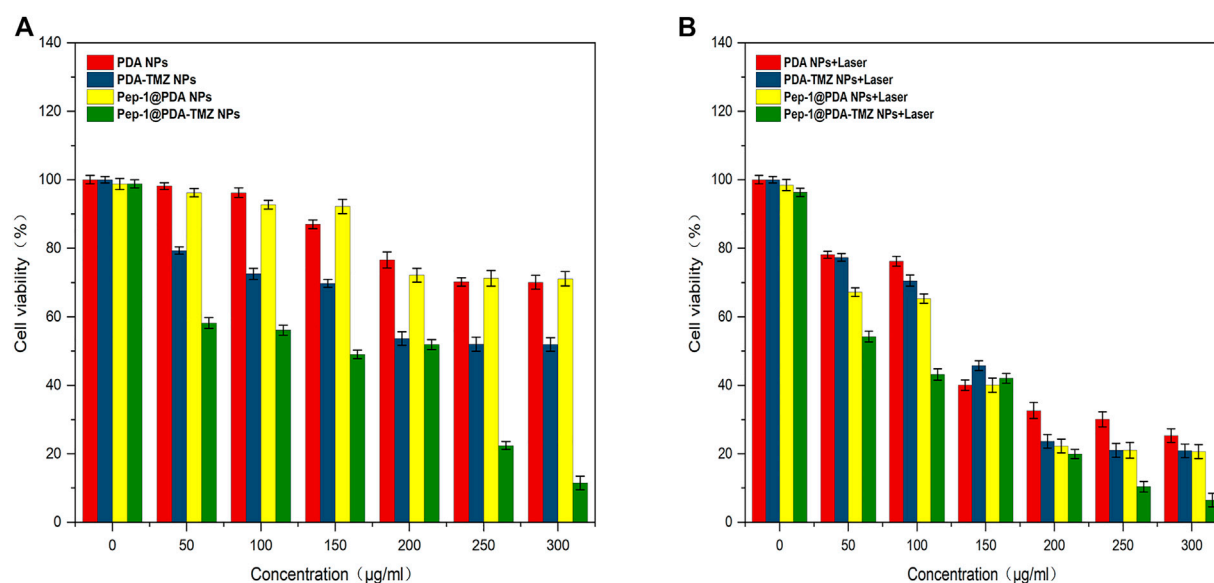 A
140
120
100
80
60
40
20
0
Cell viability（%）
PDA NPs
PDA-TMZ NPs
Pep-1@PDA NPs
Pep-1@PDA-TMZ NPs
0 50 100 150 200 250 300
Concentration（µg/ml）
B
140
120
100
80
60
40
20
0
Cell viability（%）
PDA NPs+Laser
PDA-TMZ NPs+Laser
Pep-1@PDA NPs+Laser
Pep-1@PDA-TMZ NPs+Laser
0 50 100 150 200 250 300
Concentration（µg/ml）